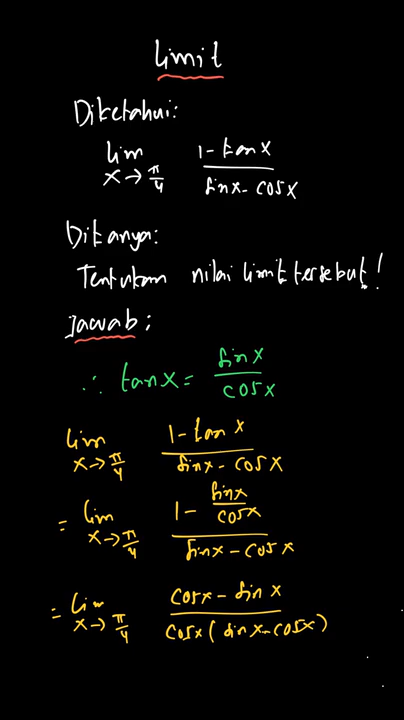 Limit
Diketahui:
lim x→π/4 (1 - tan x)/(sin x - cos x)
Ditanya:
Tentukan nilai limit tersebut!
Jawab:
∴ tan x = sin x/cos x
lim x→π/4 (1 - tan x)/(sin x - cos x)
= lim x→π/4 (1 - sin x/cos x)/(sin x - cos x)
= lim x→π/4 (cos x - sin x)/(cos x (sin x - cos x))